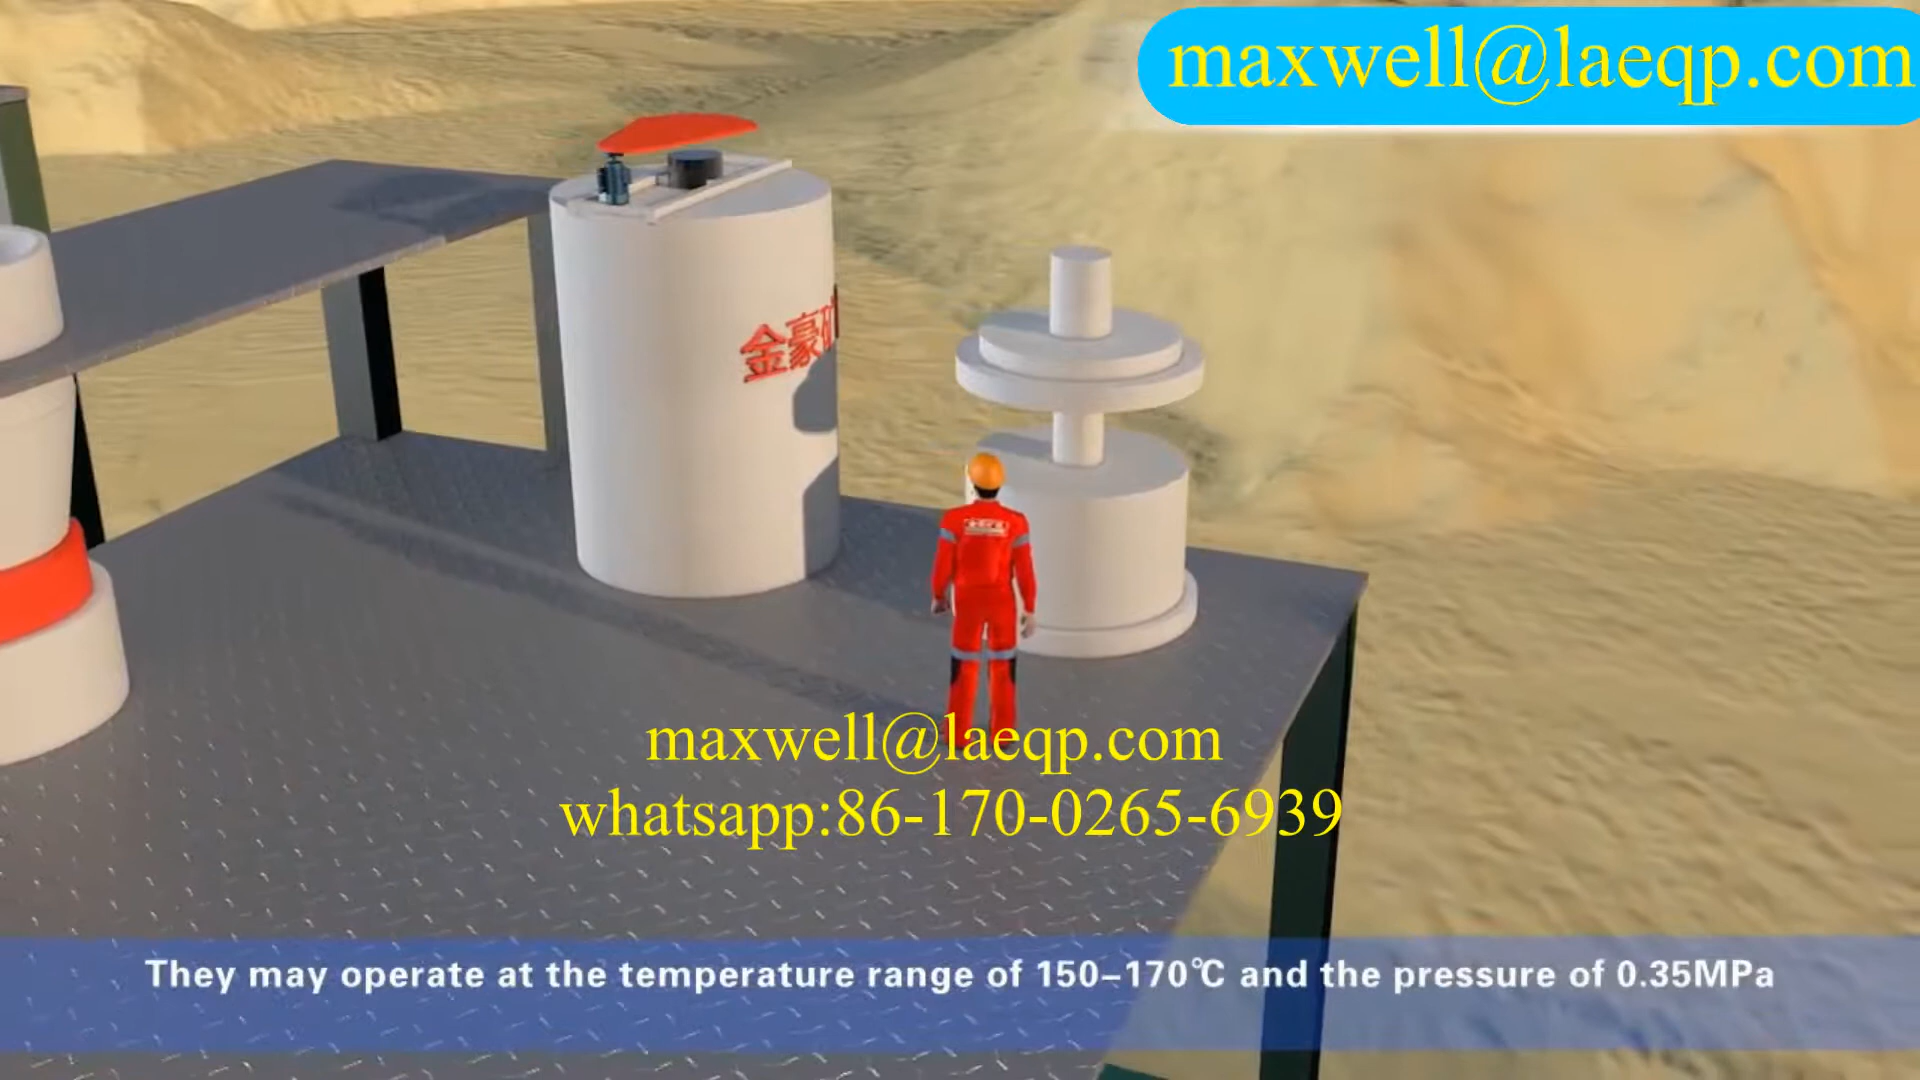 maxwell@laeqp.com
金豪矿
maxwell@laeqp.com
whatsapp:86-170-0265-6939
They may operate at the temperature range of 150–170℃ and the pressure of 0.35MPa